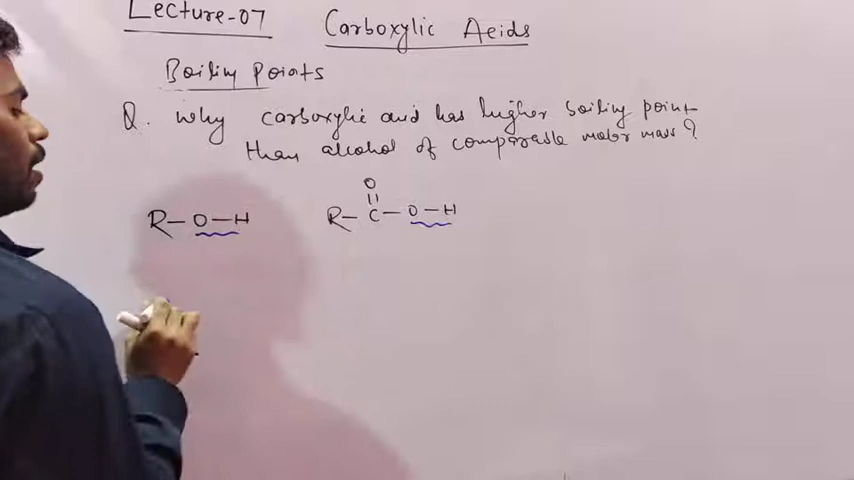 Lecture-07
Carboxylic Acids
Boiling Points
Q. why carboxylic acid has higher boiling point
than alcohol of comparable molar mass?
O
R-O-H R-C-O-H